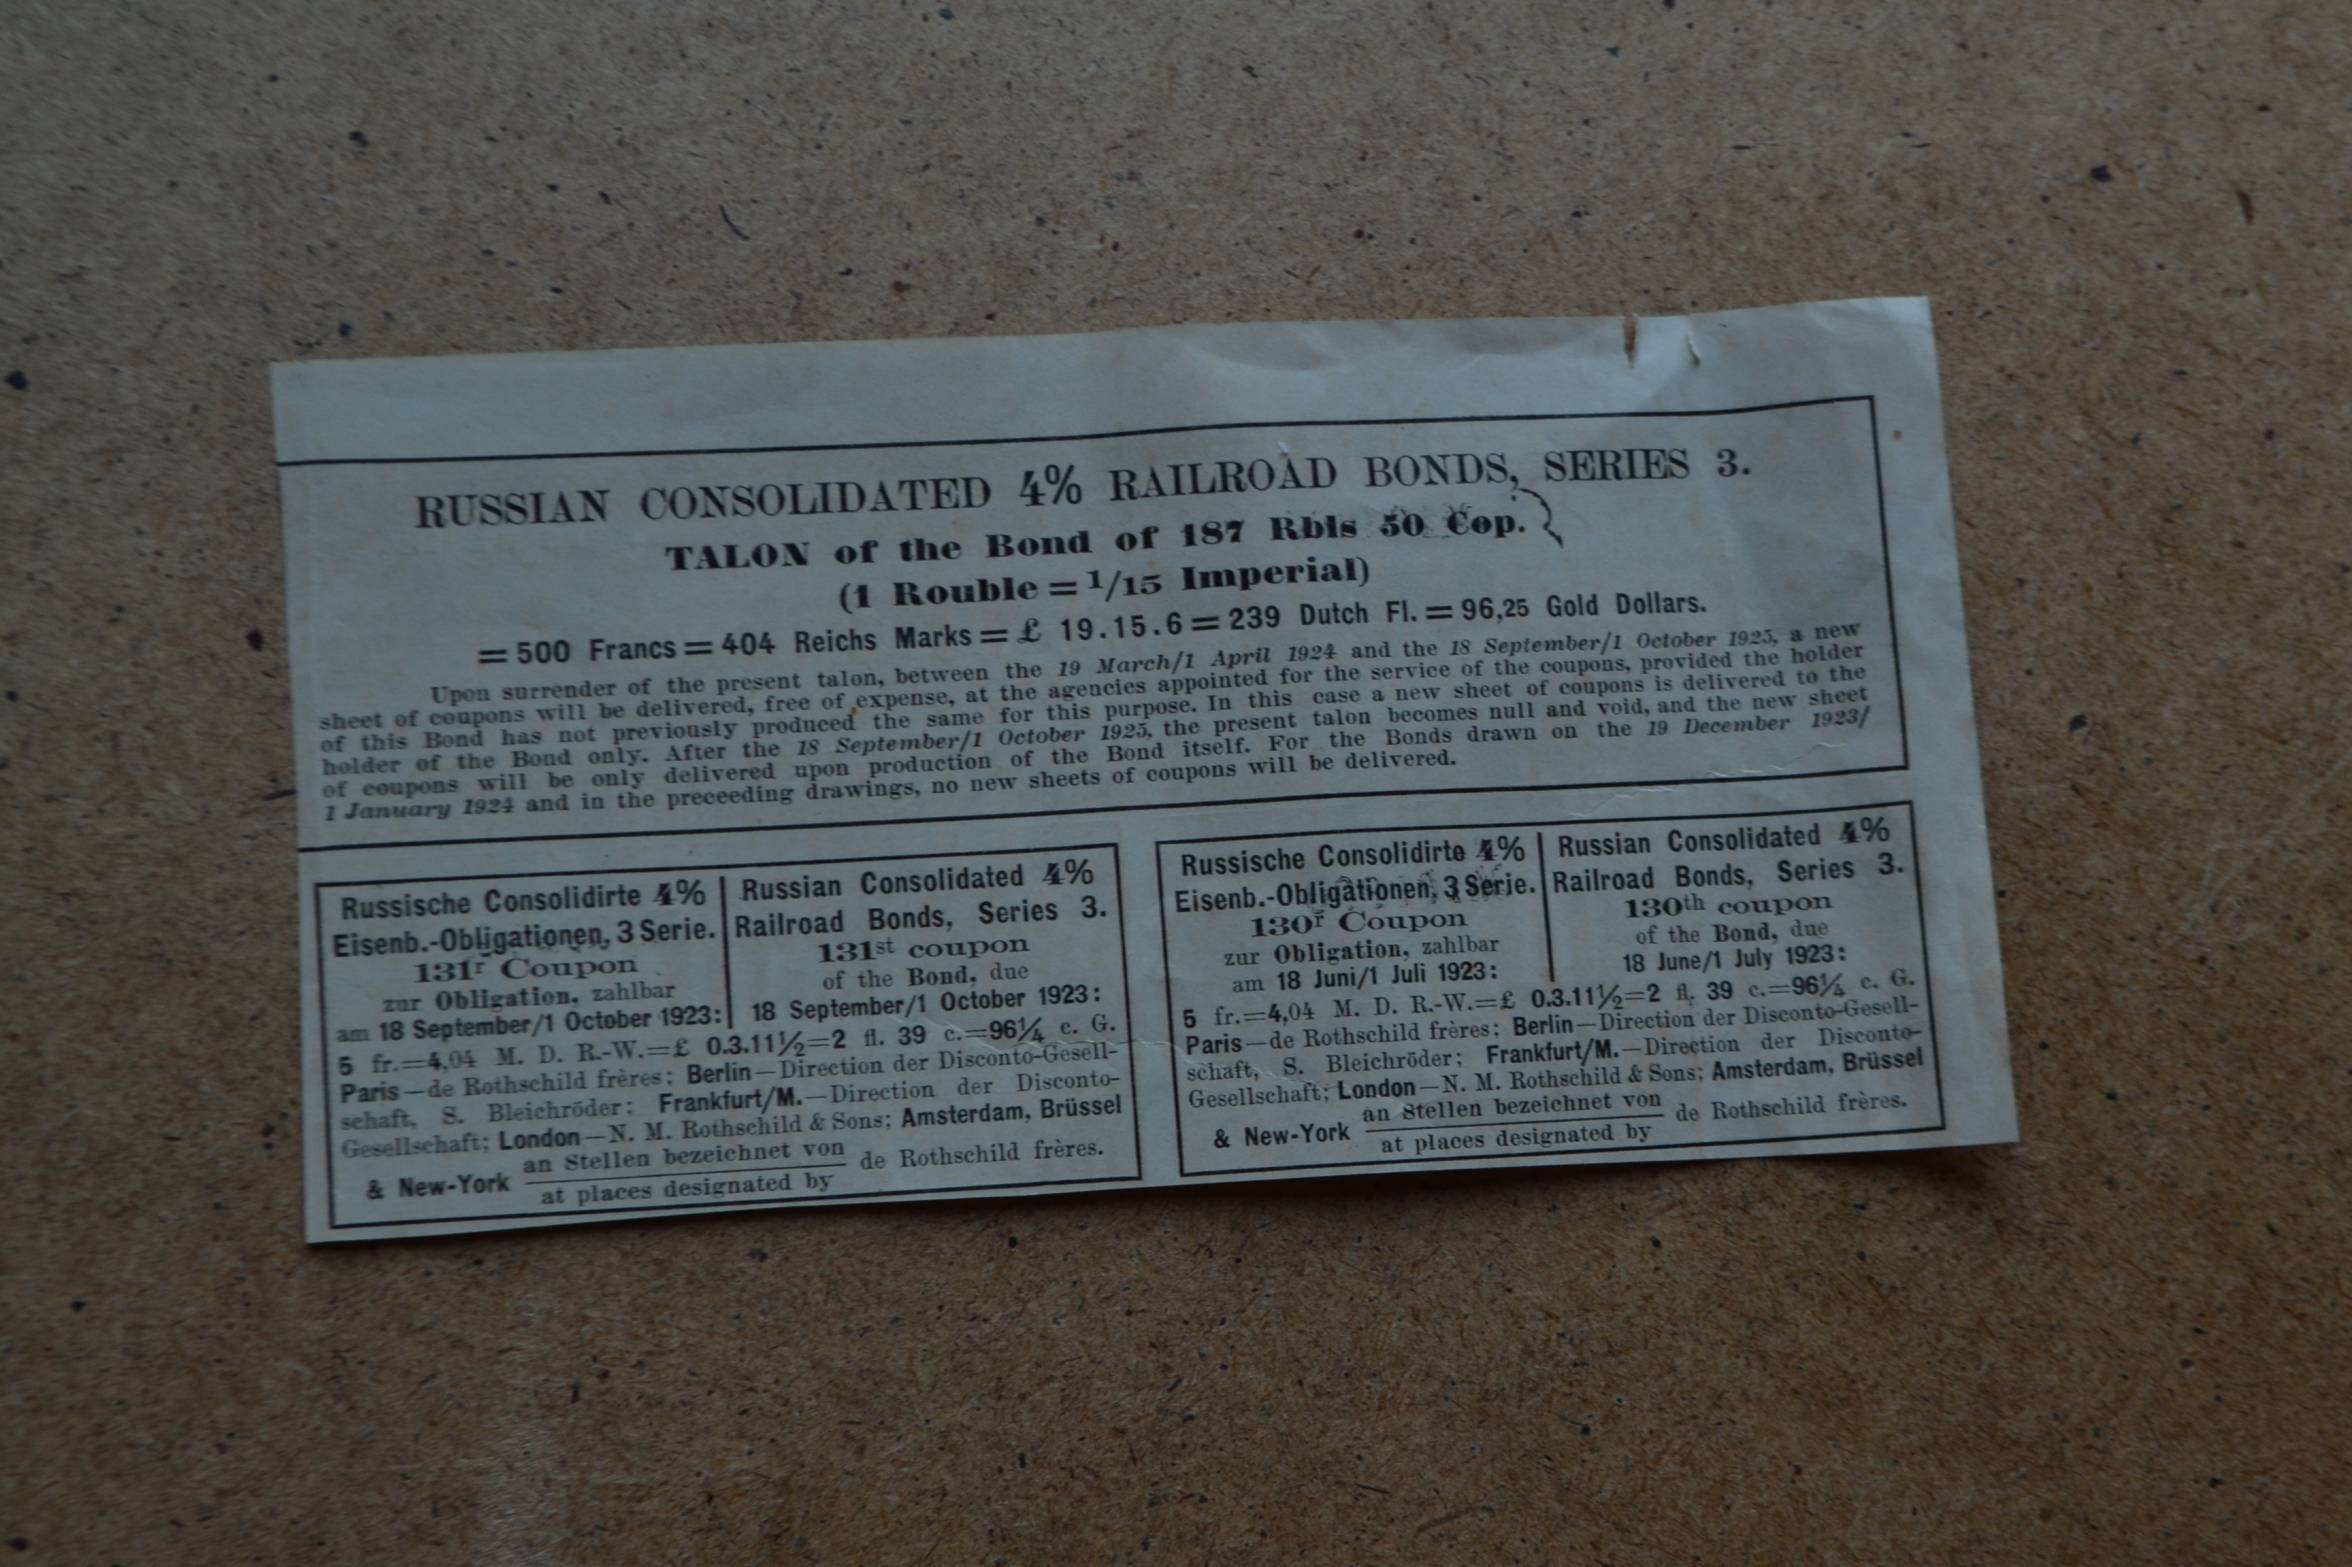 RUSSIAN CONSOLIDATED 4% RAILROAD BONDS, SERIES 3.
TALON of the Bond of 187 Rbls 50 Cop.
(1 Rouble = 1/15 Imperial)
= 500 Francs = 404 Reichs Marks = £ 19.15.6 = 239 Dutch Fl. = 96,25 Gold Dollars.
Upon surrender of the present talon, between the 19 March/1 April 1924 and the 18 September/1 October 1925, a new
sheet of coupons will be delivered, free of expense, at the agencies appointed for the service of the coupons, provided the holder
of this Bond has not previously produced the same for this purpose. In this case a new sheet of coupons is delivered to the
holder of the Bond only. After the 18 September/1 October 1925, the present talon becomes null and void, and the new sheet
of coupons will be only delivered upon production of the Bond itself. For the Bonds drawn on the 19 December 1923/
1 January 1924 and in the preceeding drawings, no new sheets of coupons will be delivered.
Russische Consolidirte 4%
Eisenb.-Obligationen, 3 Serie.
131r Coupon
zur Obligation, zahlbar
am 18 September/1 October 1923:
Russian Consolidated 4%
Railroad Bonds, Series 3.
131st coupon
of the Bond, due
18 September/1 October 1923:
5 fr.=4,04 M. D. R.-W.=£ 0.3.11½=2 fl. 39 c.=96¼ c. G.
Paris—de Rothschild frères; Berlin—Direction der Disconto-Gesell-
schaft, S. Bleichröder; Frankfurt/M.—Direction der Disconto-
Gesellschaft; London—N. M. Rothschild & Sons; Amsterdam, Brüssel
& New-York an Stellen bezeichnet von de Rothschild frères.
at places designated by
Russische Consolidirte 4%
Eisenb.-Obligationen, 3 Serie.
130r Coupon
zur Obligation, zahlbar
am 18 Juni/1 Juli 1923:
Russian Consolidated 4%
Railroad Bonds, Series 3.
130th coupon
of the Bond, due
18 June/1 July 1923:
5 fr.=4,04 M. D. R.-W.=£ 0.3.11½=2 fl. 39 c.=96¼ c. G.
Paris—de Rothschild frères; Berlin—Direction der Disconto-Gesell-
schaft, S. Bleichröder; Frankfurt/M.—Direction der Disconto-
Gesellschaft; London—N. M. Rothschild & Sons; Amsterdam, Brüssel
& New-York an Stellen bezeichnet von de Rothschild frères.
at places designated by